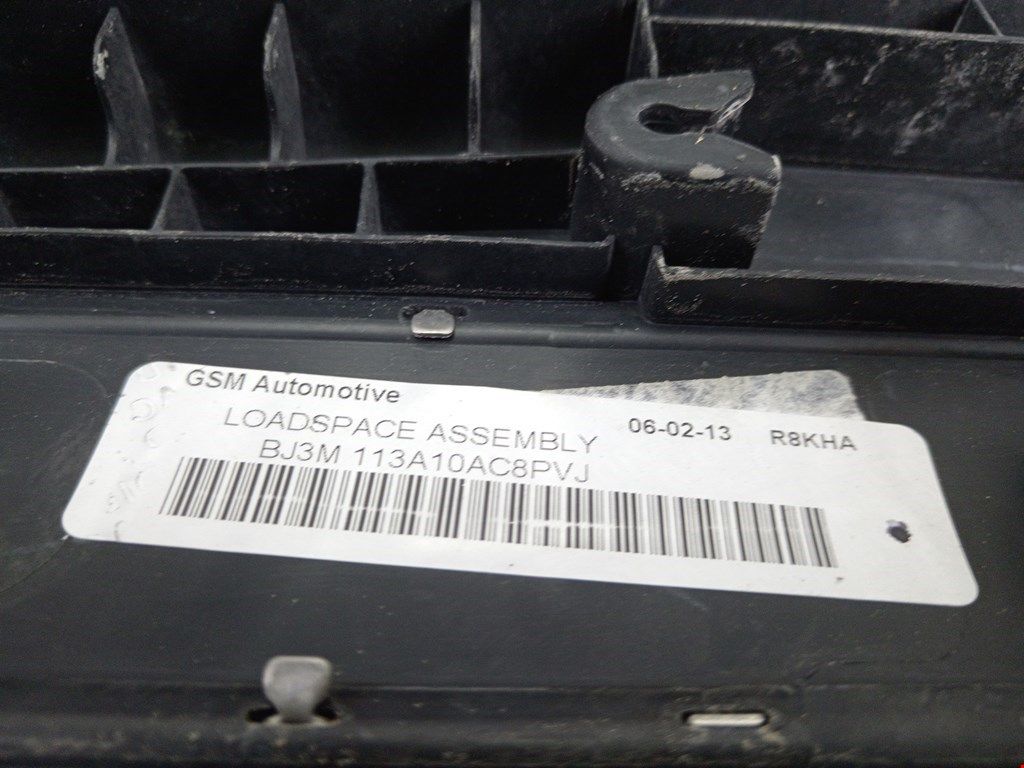 GSM Automotive
LOADSPACE ASSEMBLY 06-02-13 R8KHA
BJ3M 113A10AC8PVJ